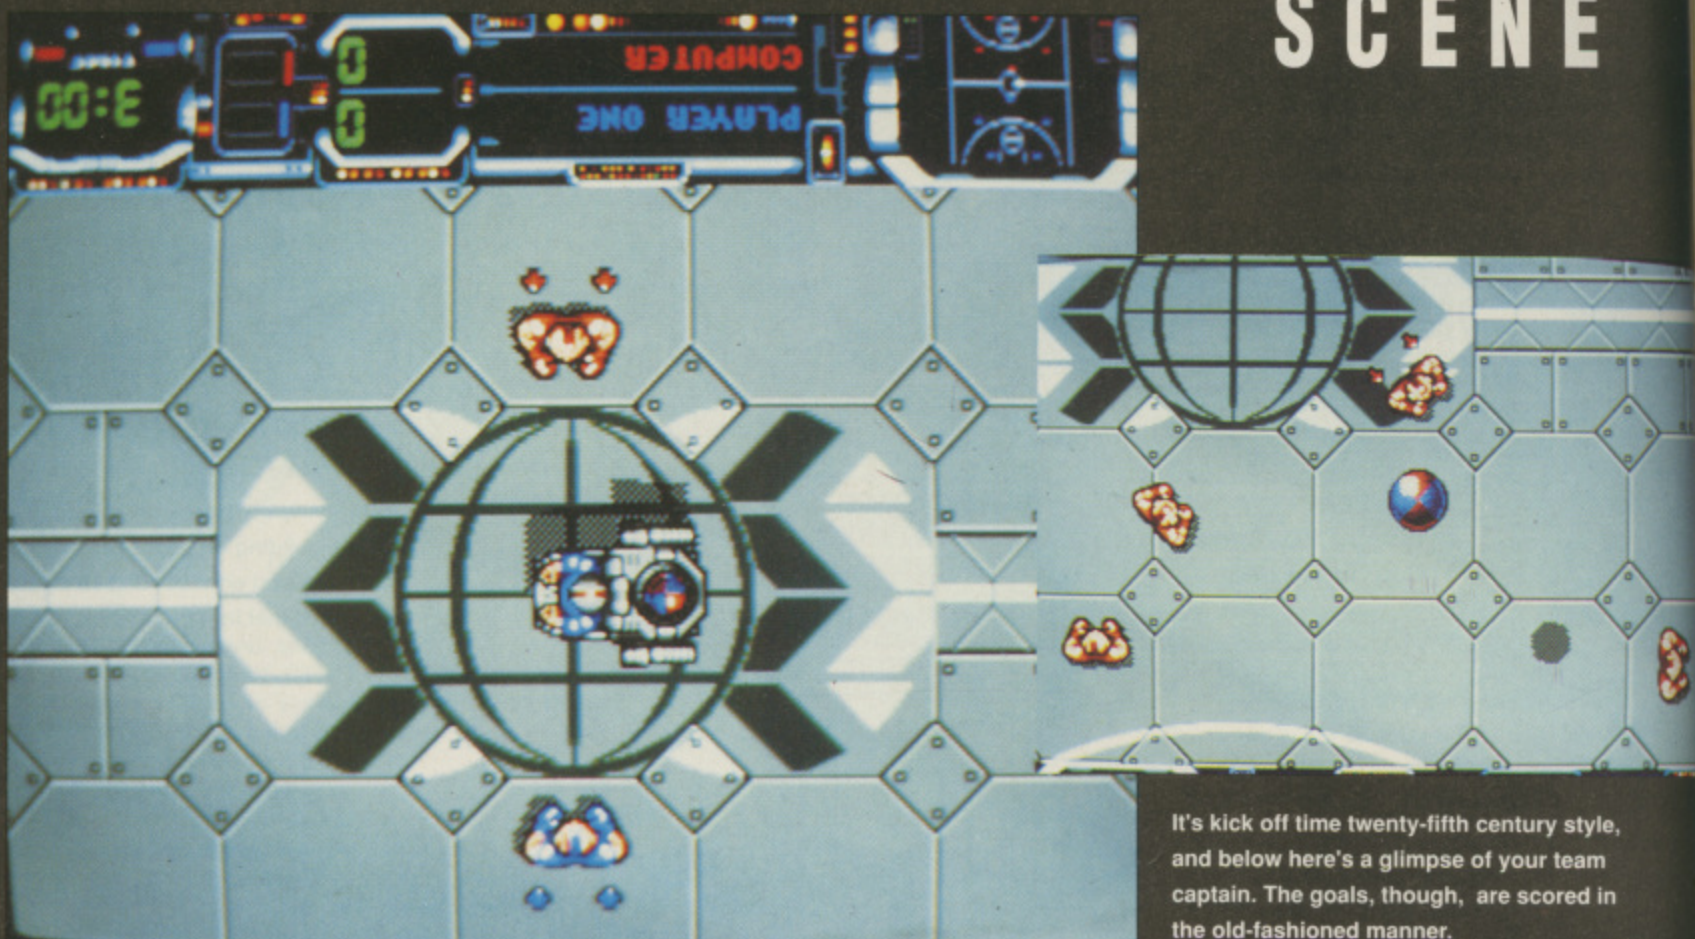 SCENE
3:00
0
COMPUTER
0
PLAYER ONE
It's kick off time twenty-fifth century style,
and below here's a glimpse of your team
captain. The goals, though, are scored in
the old-fashioned manner.